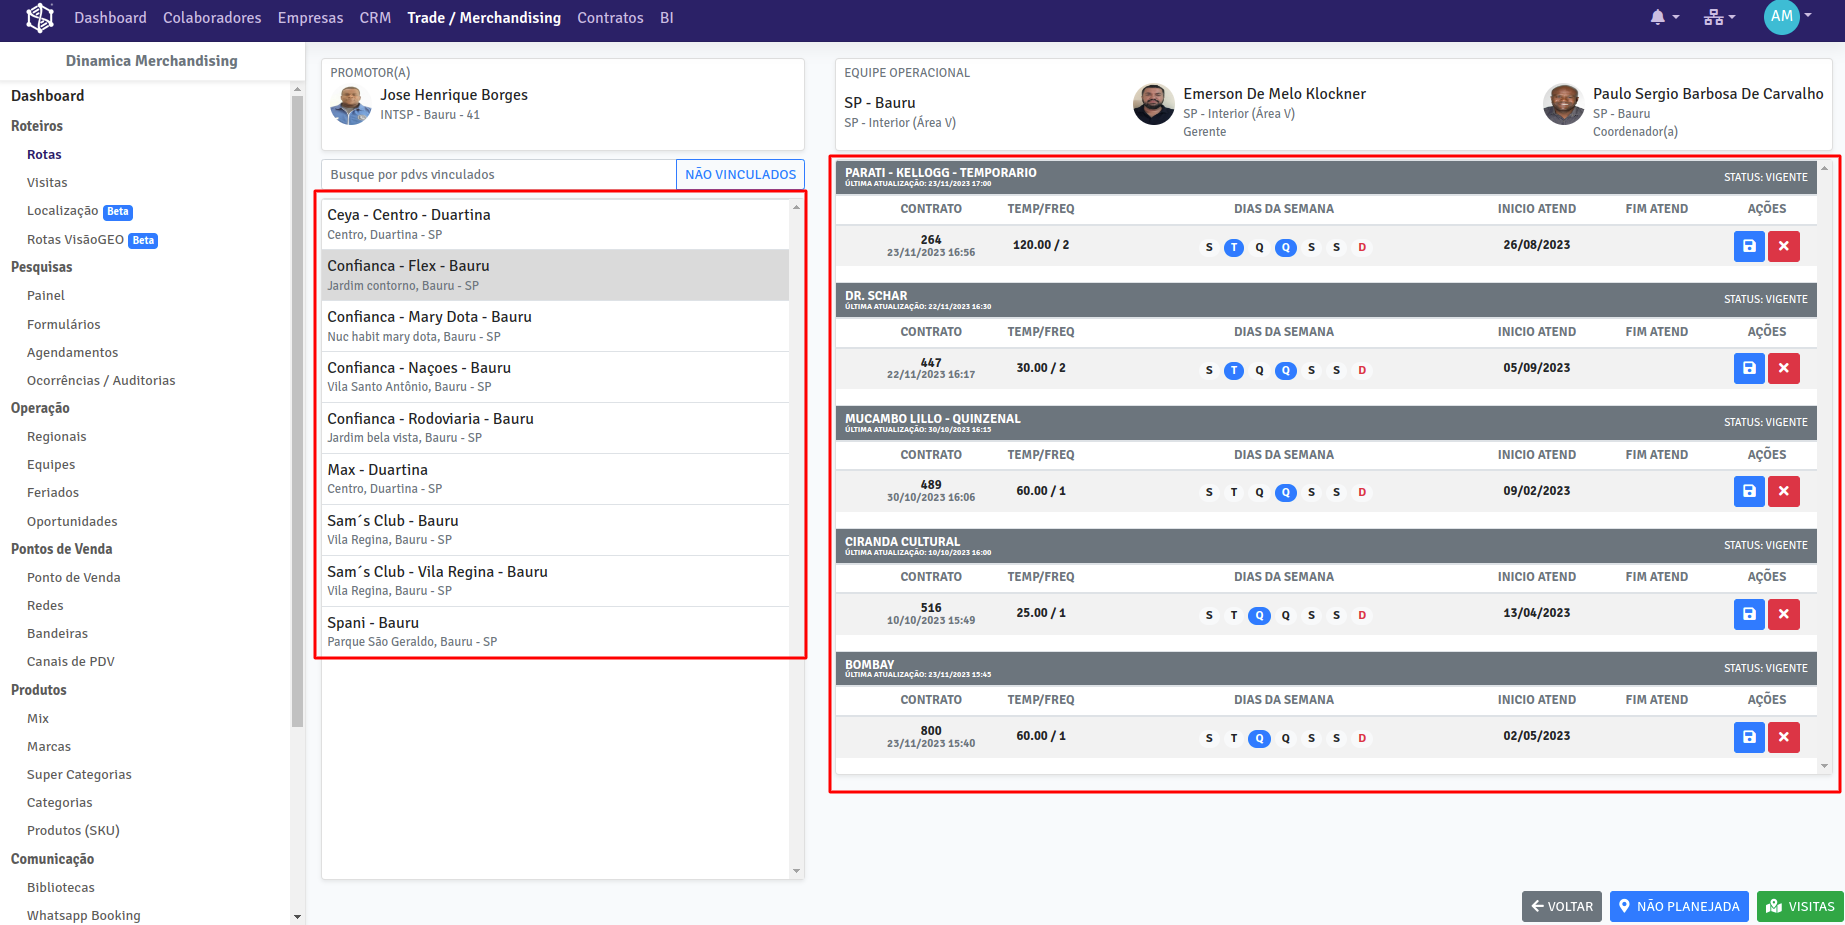 Dashboard Colaboradores Empresas CRM Trade / Merchandising Contratos BI
AM
Dinamica Merchandising
Dashboard
Roteiros
Rotas
Visitas
Localização Beta
Rotas VisãoGEO Beta
Pesquisas
Painel
Formulários
Agendamentos
Ocorrências / Auditorias
Operação
Regionais
Equipes
Feriados
Oportunidades
Pontos de Venda
Ponto de Venda
Redes
Bandeiras
Canais de PDV
Produtos
Mix
Marcas
Super Categorias
Categorias
Produtos (SKU)
Comunicação
Bibliotecas
Whatsapp Booking
PROMOTOR(A)
Jose Henrique Borges
INTSP - Bauru - 41
Busque por pdvs vinculados NÃO VINCULADOS
Ceya - Centro - Duartina
Centro, Duartina - SP
Confianca - Flex - Bauru
Jardim contorno, Bauru - SP
Confianca - Mary Dota - Bauru
Nuc habit mary dota, Bauru - SP
Confianca - Naçoes - Bauru
Vila Santo Antônio, Bauru - SP
Confianca - Rodoviaria - Bauru
Jardim bela vista, Bauru - SP
Max - Duartina
Centro, Duartina - SP
Sam´s Club - Bauru
Vila Regina, Bauru - SP
Sam´s Club - Vila Regina - Bauru
Vila Regina, Bauru - SP
Spani - Bauru
Parque São Geraldo, Bauru - SP
EQUIPE OPERACIONAL
SP - Bauru
SP - Interior (Área V)
Emerson De Melo Klockner
SP - Interior (Área V)
Gerente
Paulo Sergio Barbosa De Carvalho
SP - Bauru
Coordenador(a)
PARATI - KELLOGG - TEMPORARIO
ÚLTIMA ATUALIZAÇÃO: 23/11/2023 17:00
STATUS: VIGENTE
CONTRATO TEMP/FREQ DIAS DA SEMANA INICIO ATEND FIM ATEND AÇÕES
264
23/11/2023 16:56
120.00 / 2 S T Q Q S S D 26/08/2023
DR. SCHAR
ÚLTIMA ATUALIZAÇÃO: 22/11/2023 16:30
STATUS: VIGENTE
CONTRATO TEMP/FREQ DIAS DA SEMANA INICIO ATEND FIM ATEND AÇÕES
447
22/11/2023 16:17
30.00 / 2 S T Q Q S S D 05/09/2023
MUCAMBO LILLO - QUINZENAL
ÚLTIMA ATUALIZAÇÃO: 30/10/2023 16:15
STATUS: VIGENTE
CONTRATO TEMP/FREQ DIAS DA SEMANA INICIO ATEND FIM ATEND AÇÕES
489
30/10/2023 16:06
60.00 / 1 S T Q Q S S D 09/02/2023
CIRANDA CULTURAL
ÚLTIMA ATUALIZAÇÃO: 10/10/2023 16:00
STATUS: VIGENTE
CONTRATO TEMP/FREQ DIAS DA SEMANA INICIO ATEND FIM ATEND AÇÕES
516
10/10/2023 15:49
25.00 / 1 S T Q Q S S D 13/04/2023
BOMBAY
ÚLTIMA ATUALIZAÇÃO: 23/11/2023 15:45
STATUS: VIGENTE
CONTRATO TEMP/FREQ DIAS DA SEMANA INICIO ATEND FIM ATEND AÇÕES
800
23/11/2023 15:40
60.00 / 1 S T Q Q S S D 02/05/2023
VOLTAR NÃO PLANEJADA VISITAS